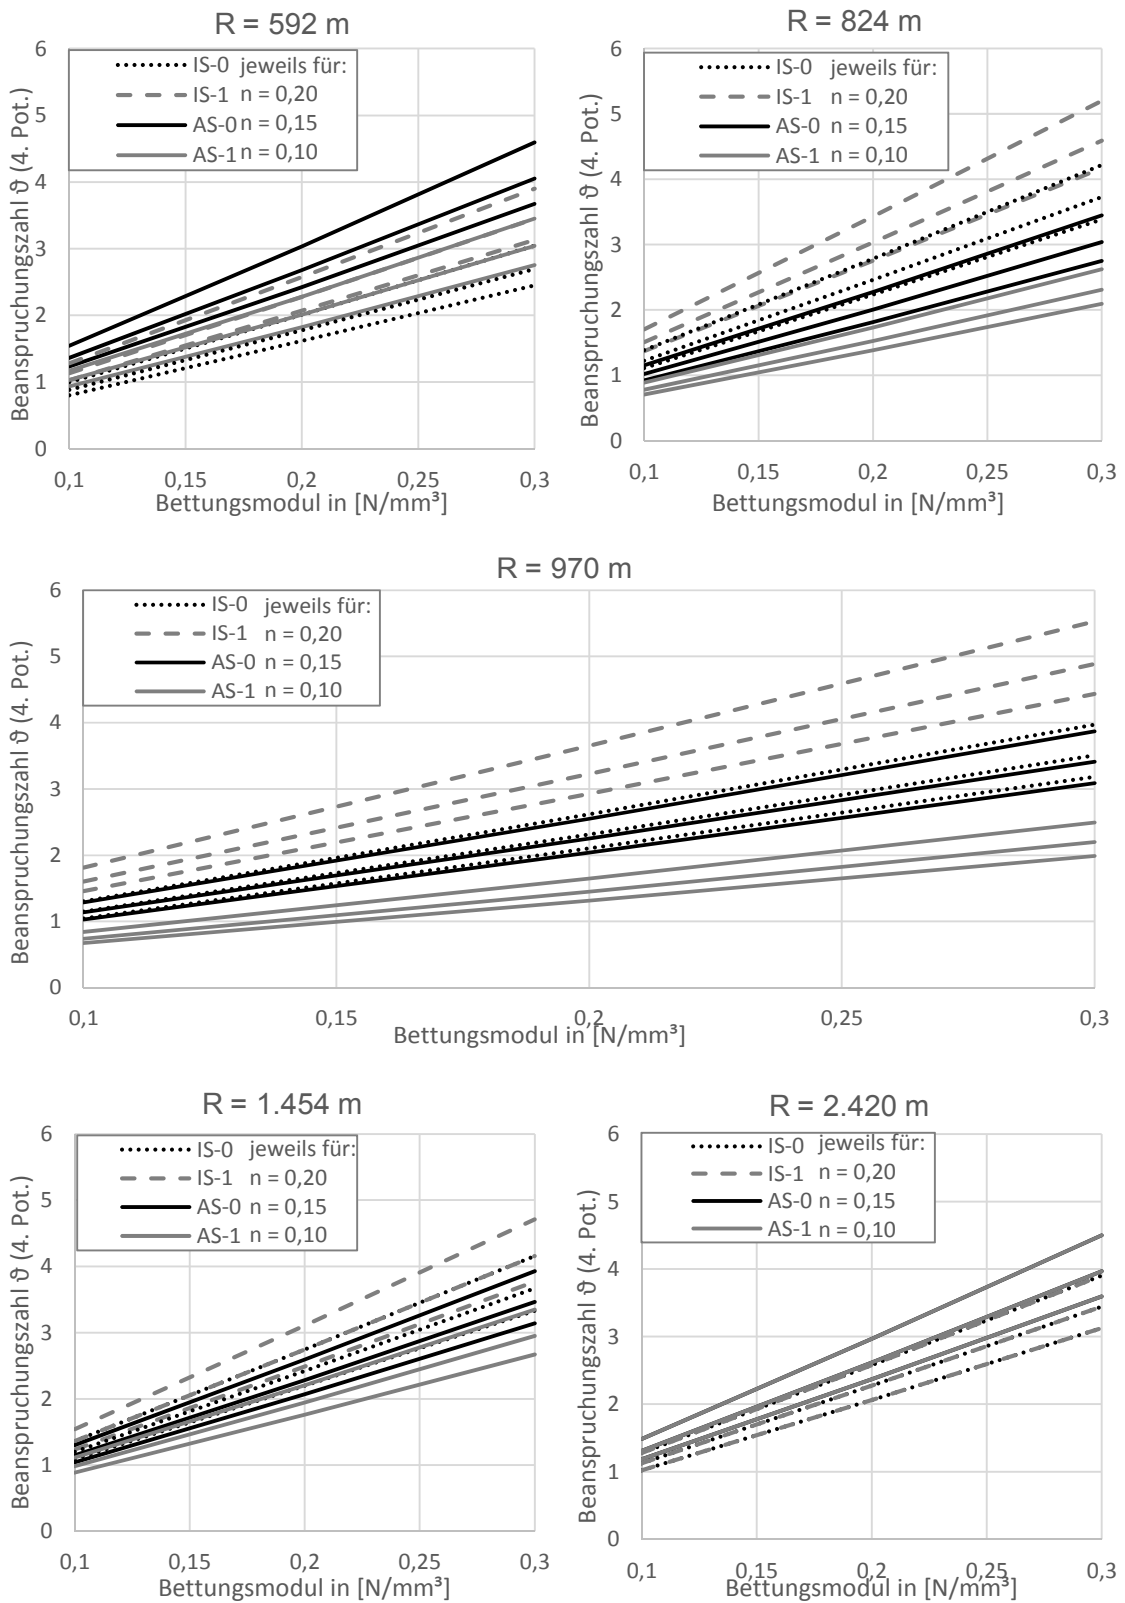 R = 592 m
Beanspruchungszahl ϑ (4. Pot.)
6
5
4
3
2
1
0
IS-0 jeweils für:
IS-1 n = 0,20
AS-0 n = 0,15
AS-1 n = 0,10
0,1 0,15 0,2 0,25 0,3
Bettungsmodul in [N/mm³]
R = 824 m
Beanspruchungszahl ϑ (4. Pot.)
6
5
4
3
2
1
0
IS-0 jeweils für:
IS-1 n = 0,20
AS-0 n = 0,15
AS-1 n = 0,10
0,1 0,15 0,2 0,25 0,3
Bettungsmodul in [N/mm³]
R = 970 m
Beanspruchungszahl ϑ (4. Pot.)
6
5
4
3
2
1
0
IS-0 jeweils für:
IS-1 n = 0,20
AS-0 n = 0,15
AS-1 n = 0,10
0,1 0,15 0,2 0,25 0,3
Bettungsmodul in [N/mm³]
R = 1.454 m
Beanspruchungszahl ϑ (4. Pot.)
6
5
4
3
2
1
0
IS-0 jeweils für:
IS-1 n = 0,20
AS-0 n = 0,15
AS-1 n = 0,10
0,1 0,15 0,2 0,25 0,3
Bettungsmodul in [N/mm³]
R = 2.420 m
Beanspruchungszahl ϑ (4. Pot.)
6
5
4
3
2
1
0
IS-0 jeweils für:
IS-1 n = 0,20
AS-0 n = 0,15
AS-1 n = 0,10
0,1 0,15 0,2 0,25 0,3
Bettungsmodul in [N/mm³]